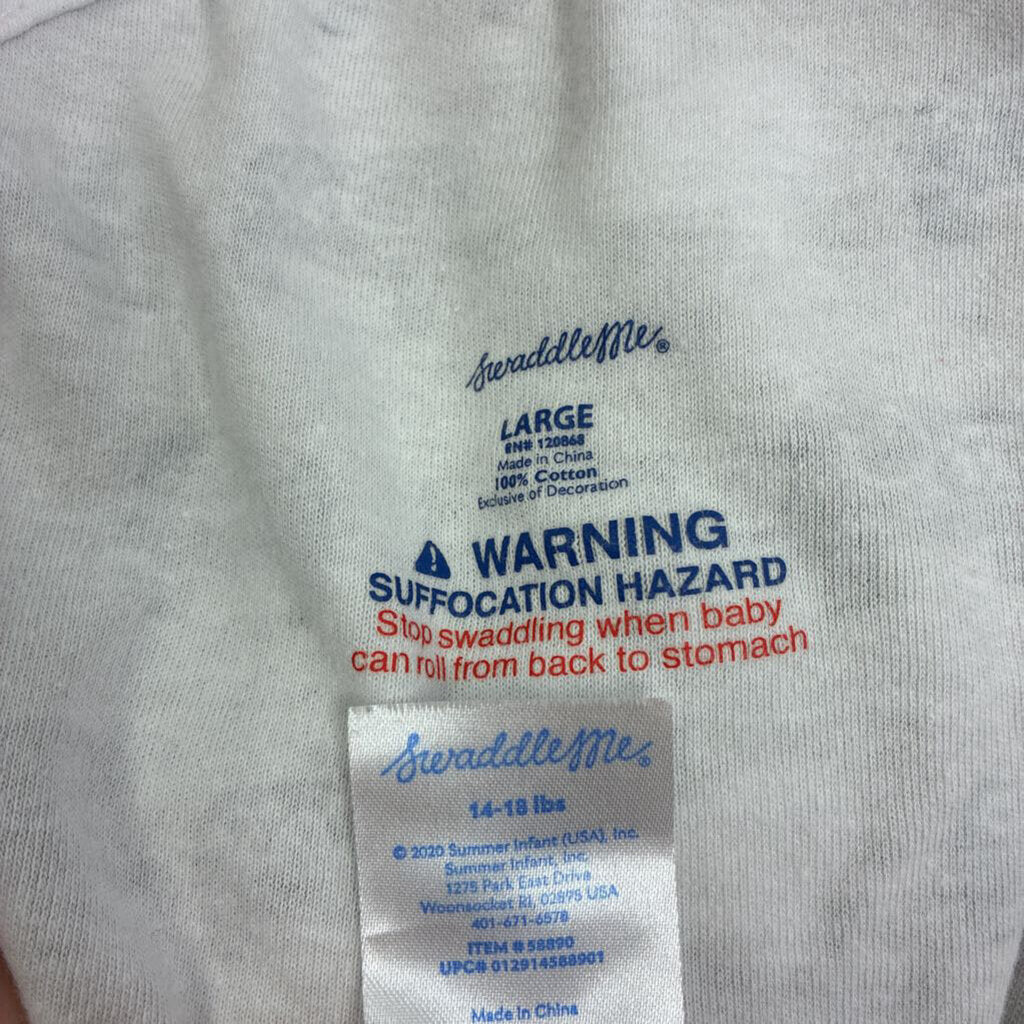 SwaddleMe®
LARGE
RN# 120868
Made in China
100% Cotton
Exclusive of Decoration
WARNING
SUFFOCATION HAZARD
Stop swaddling when baby
can roll from back to stomach
SwaddleMe®
14-18 lbs
© 2020 Summer Infant (USA), Inc.
Summer Infant, Inc.
1275 Park East Drive
Woonsocket RI, 02895 USA
401-671-6578
ITEM # 58890
UPC# 012914588901
Made in China